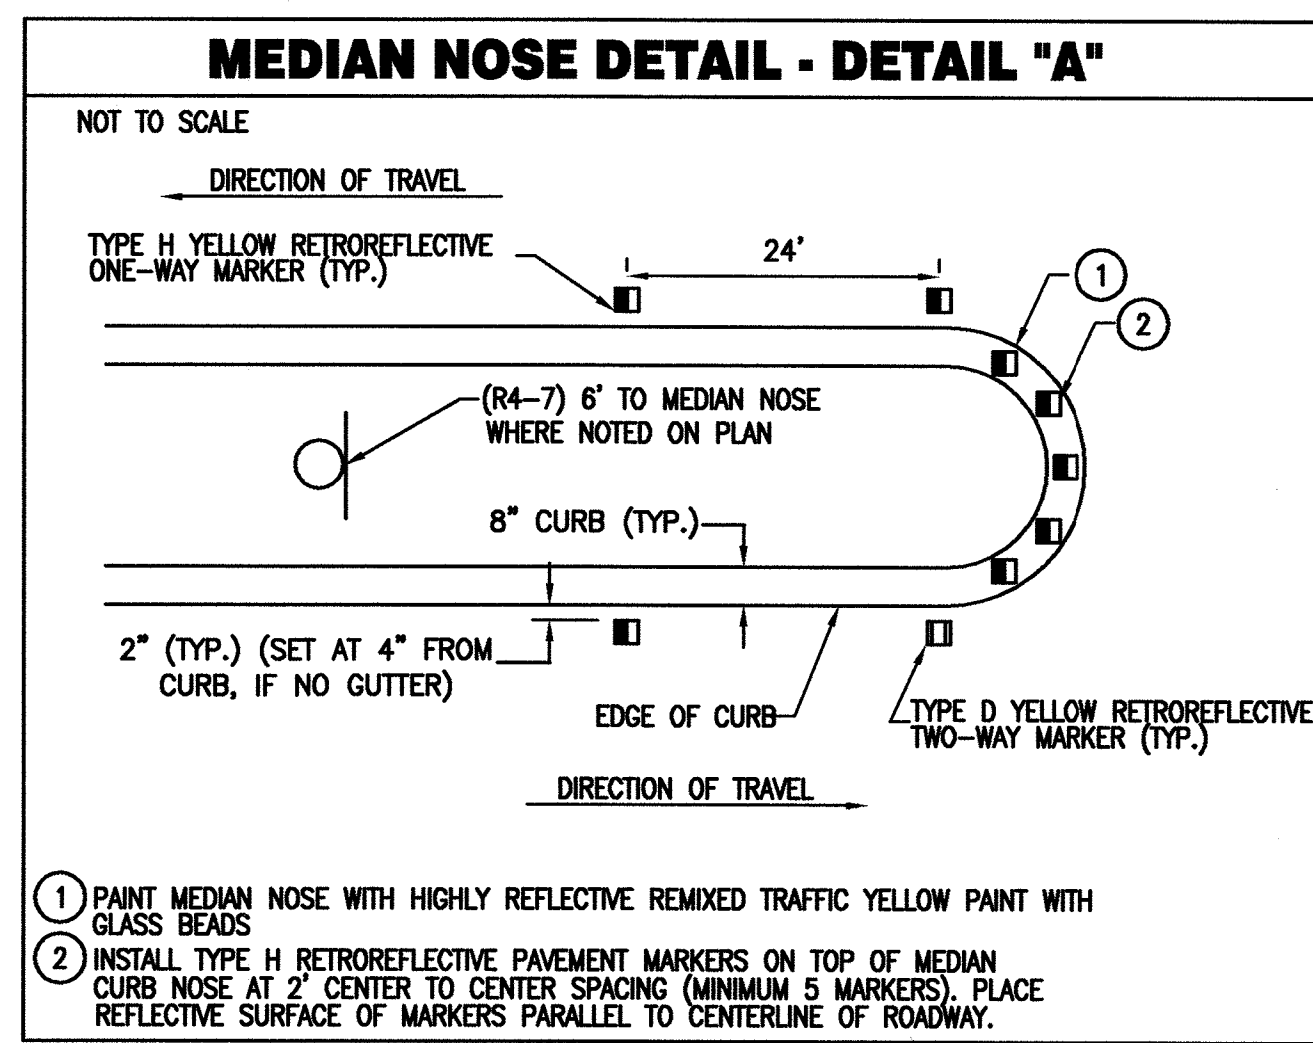 MEDIAN NOSE DETAIL - DETAIL "A"
NOT TO SCALE
DIRECTION OF TRAVEL
TYPE H YELLOW RETROREFLECTIVE
ONE-WAY MARKER (TYP.)
24'
1
2
(R4-7) 6' TO MEDIAN NOSE
WHERE NOTED ON PLAN
8" CURB (TYP.)
2" (TYP.) (SET AT 4" FROM
CURB, IF NO GUTTER)
EDGE OF CURB
TYPE D YELLOW RETROREFLECTIVE
TWO-WAY MARKER (TYP.)
DIRECTION OF TRAVEL
1 PAINT MEDIAN NOSE WITH HIGHLY REFLECTIVE REMIXED TRAFFIC YELLOW PAINT WITH
GLASS BEADS
2 INSTALL TYPE H RETROREFLECTIVE PAVEMENT MARKERS ON TOP OF MEDIAN
CURB NOSE AT 2' CENTER TO CENTER SPACING (MINIMUM 5 MARKERS). PLACE
REFLECTIVE SURFACE OF MARKERS PARALLEL TO CENTERLINE OF ROADWAY.